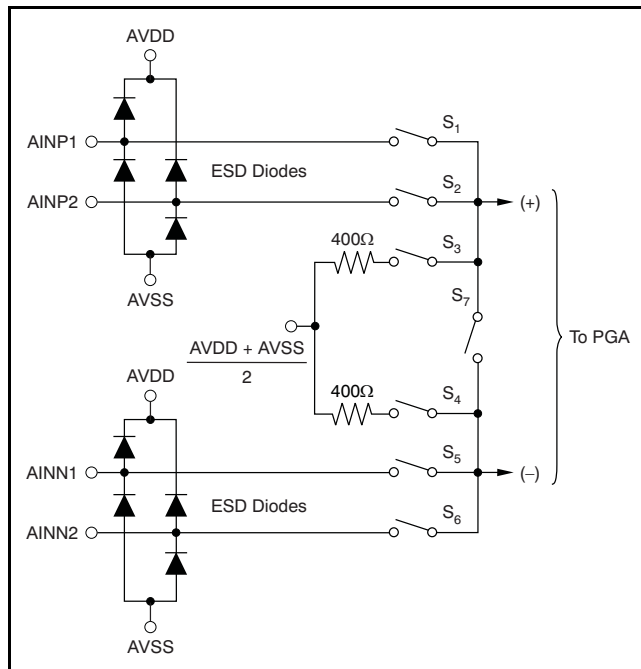 AVDD
AINP1
S1
ESD Diodes
AINP2
S2
(+)
400Ω
S3
AVSS
S7
To PGA
AVDD + AVSS
2
AVDD
400Ω
S4
AINN1
S5
(−)
ESD Diodes
AINN2
S6
AVSS